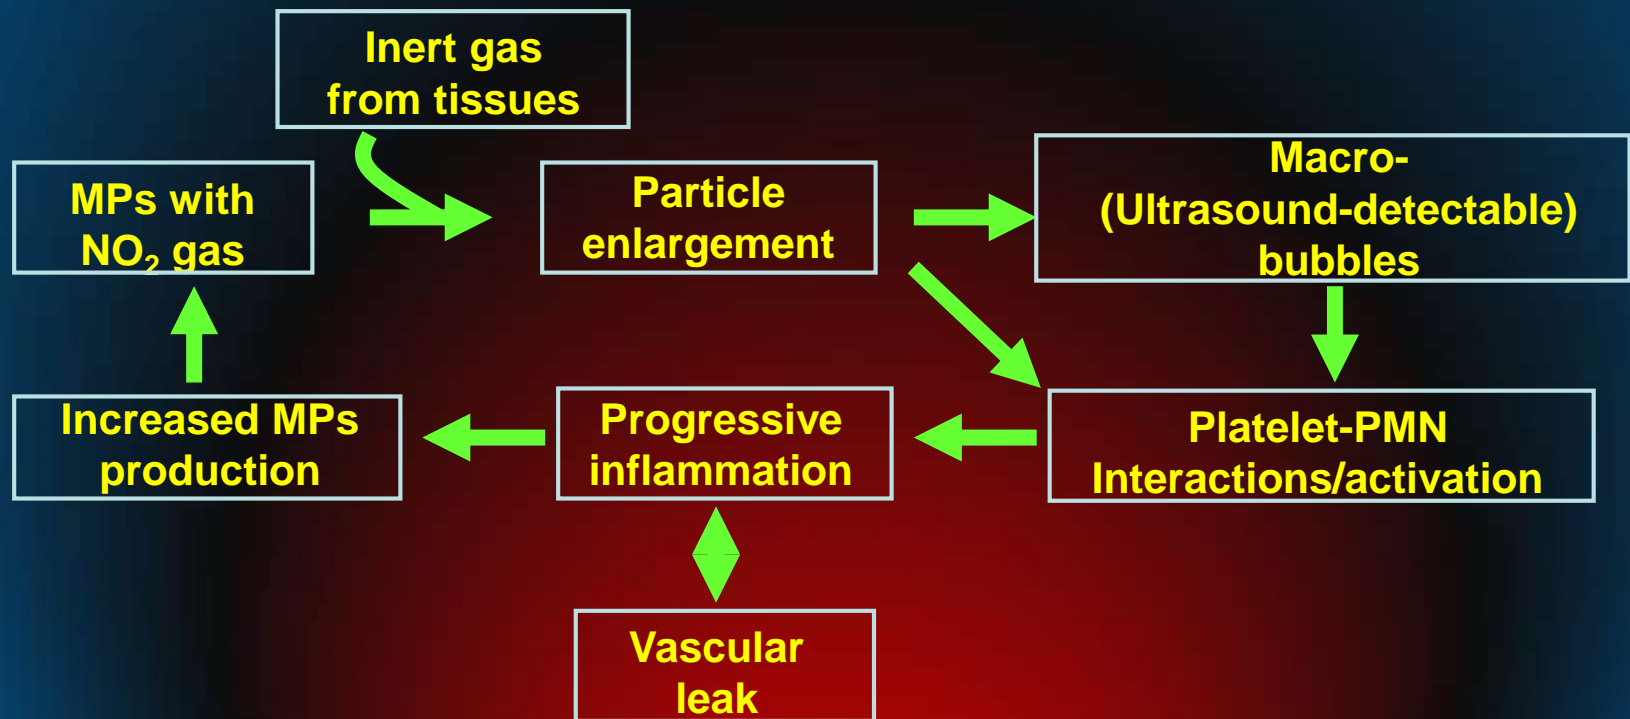 Inert gas
from tissues
MPs with
NO₂ gas
Particle
enlargement
Macro-
(Ultrasound-detectable)
bubbles
Increased MPs
production
Progressive
inflammation
Platelet-PMN
Interactions/activation
Vascular
leak